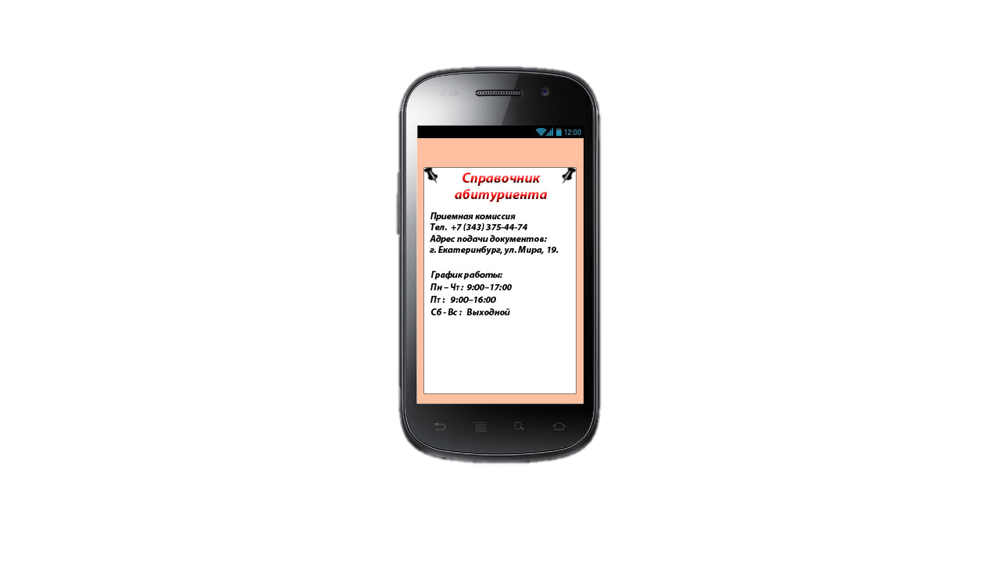 12:00
Справочник
абитуриента
Приемная комиссия
Тел. +7 (343) 375-44-74
Адрес подачи документов:
г. Екатеринбург, ул. Мира, 19.
График работы:
Пн – Чт : 9:00–17:00
Пт : 9:00–16:00
Сб - Вс : Выходной